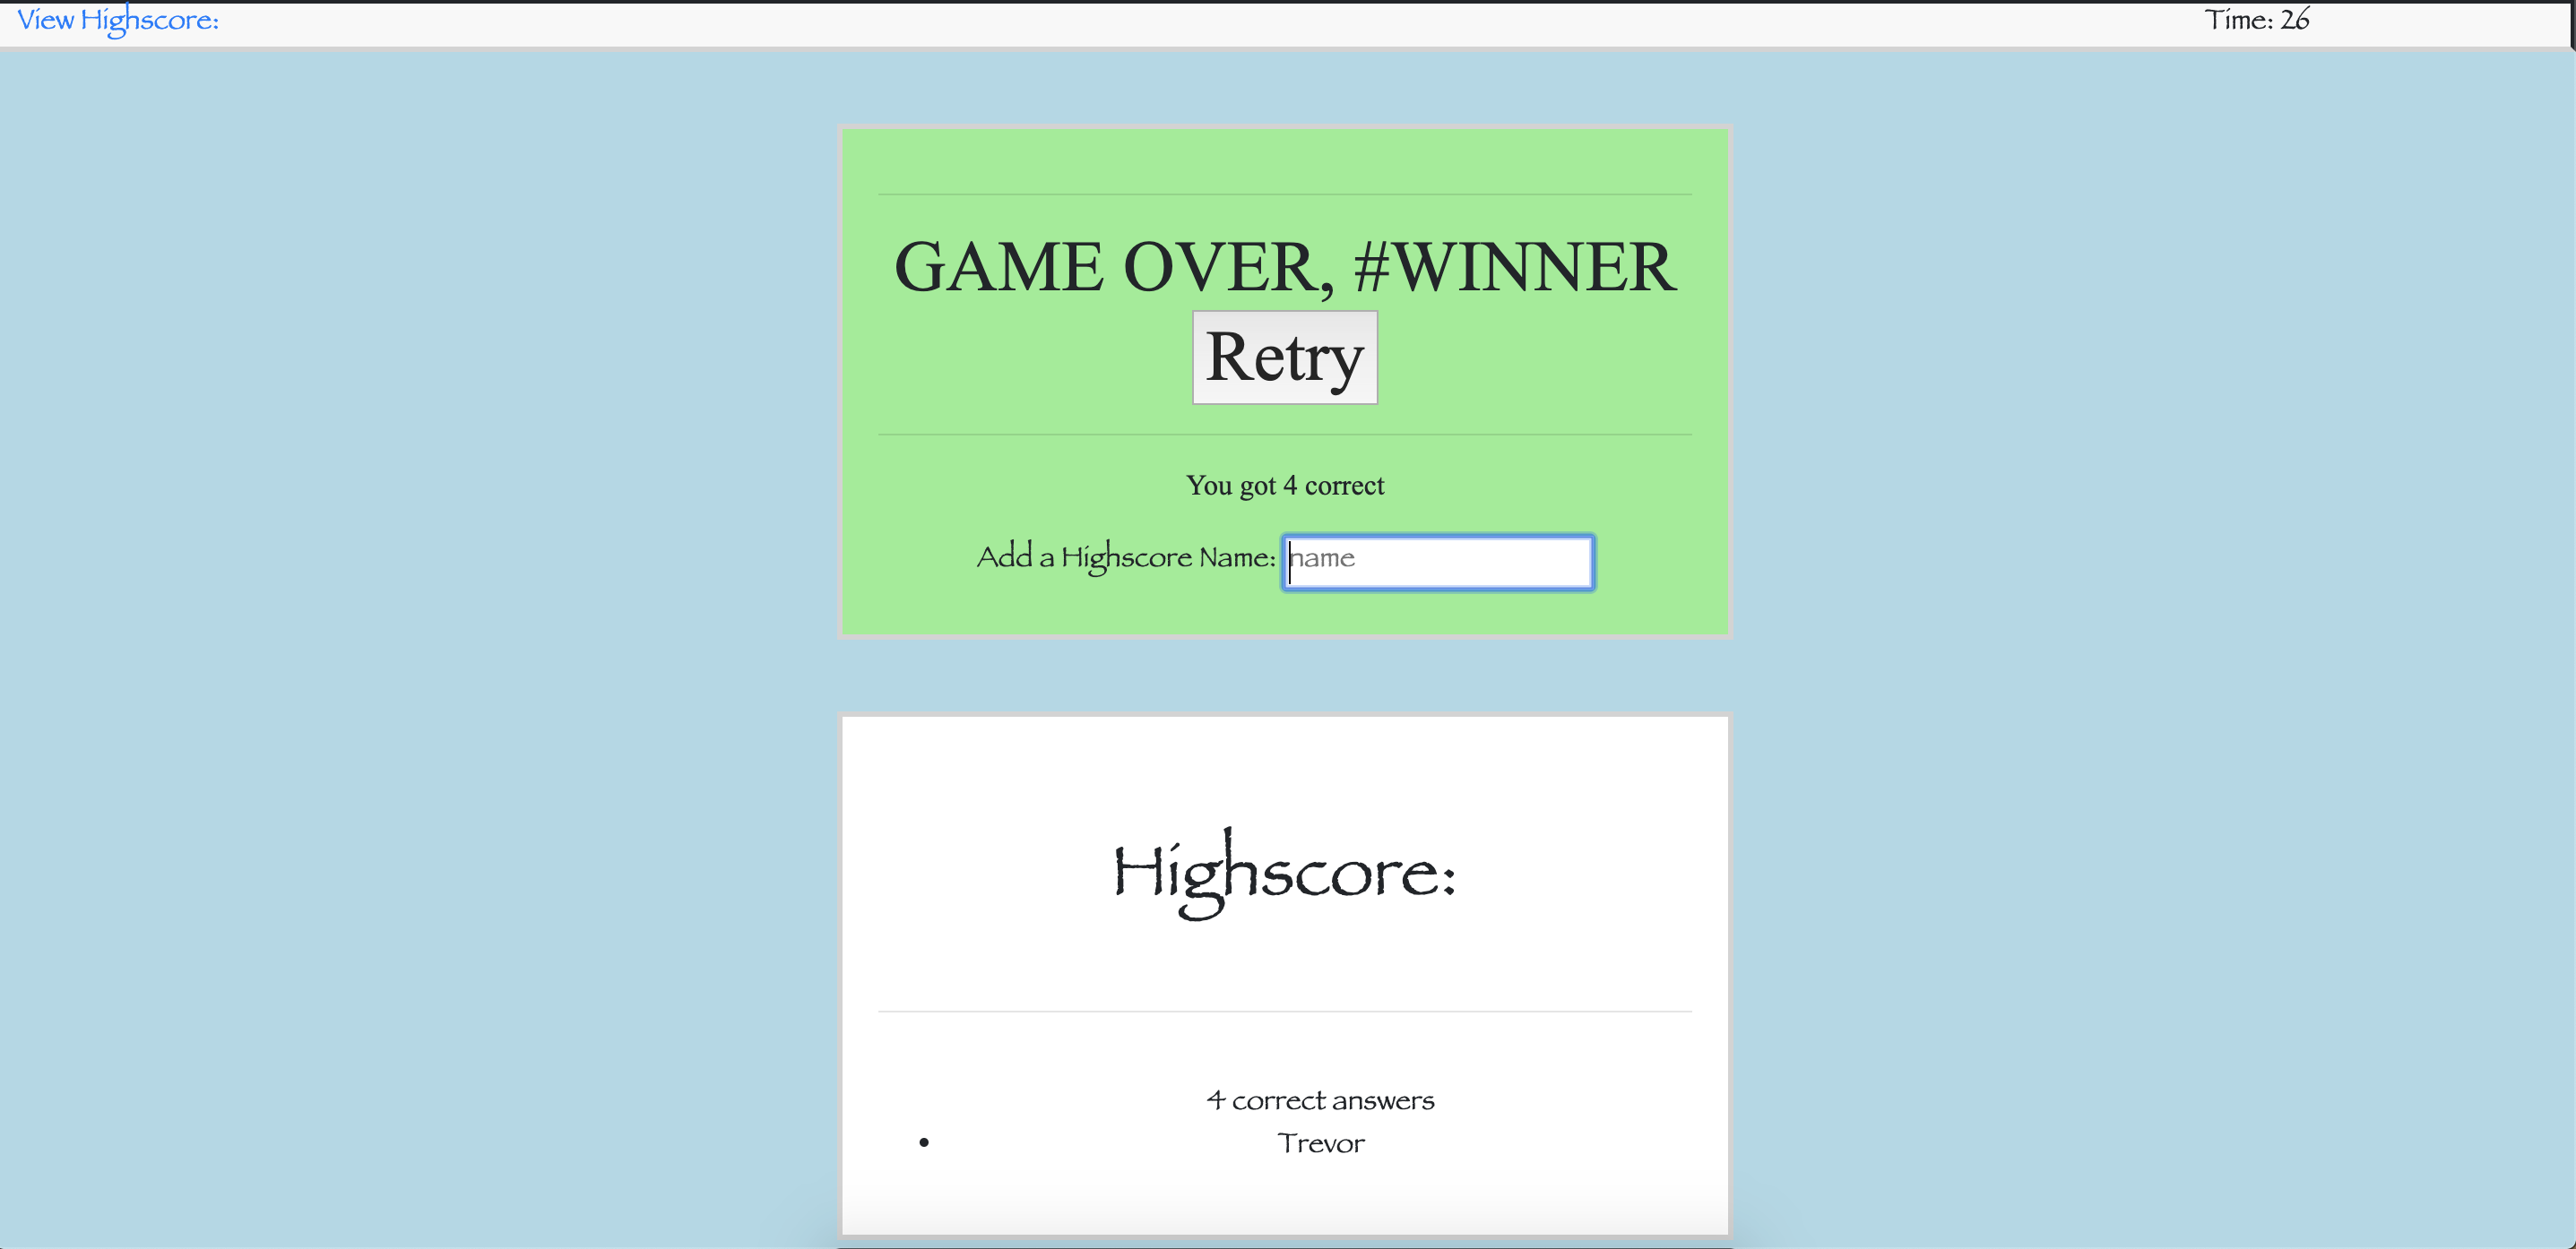 View Highscore:
Time: 26
GAME OVER, #WINNER
Retry
You got 4 correct
Add a Highscore Name: name
Highscore:
4 correct answers
• Trevor